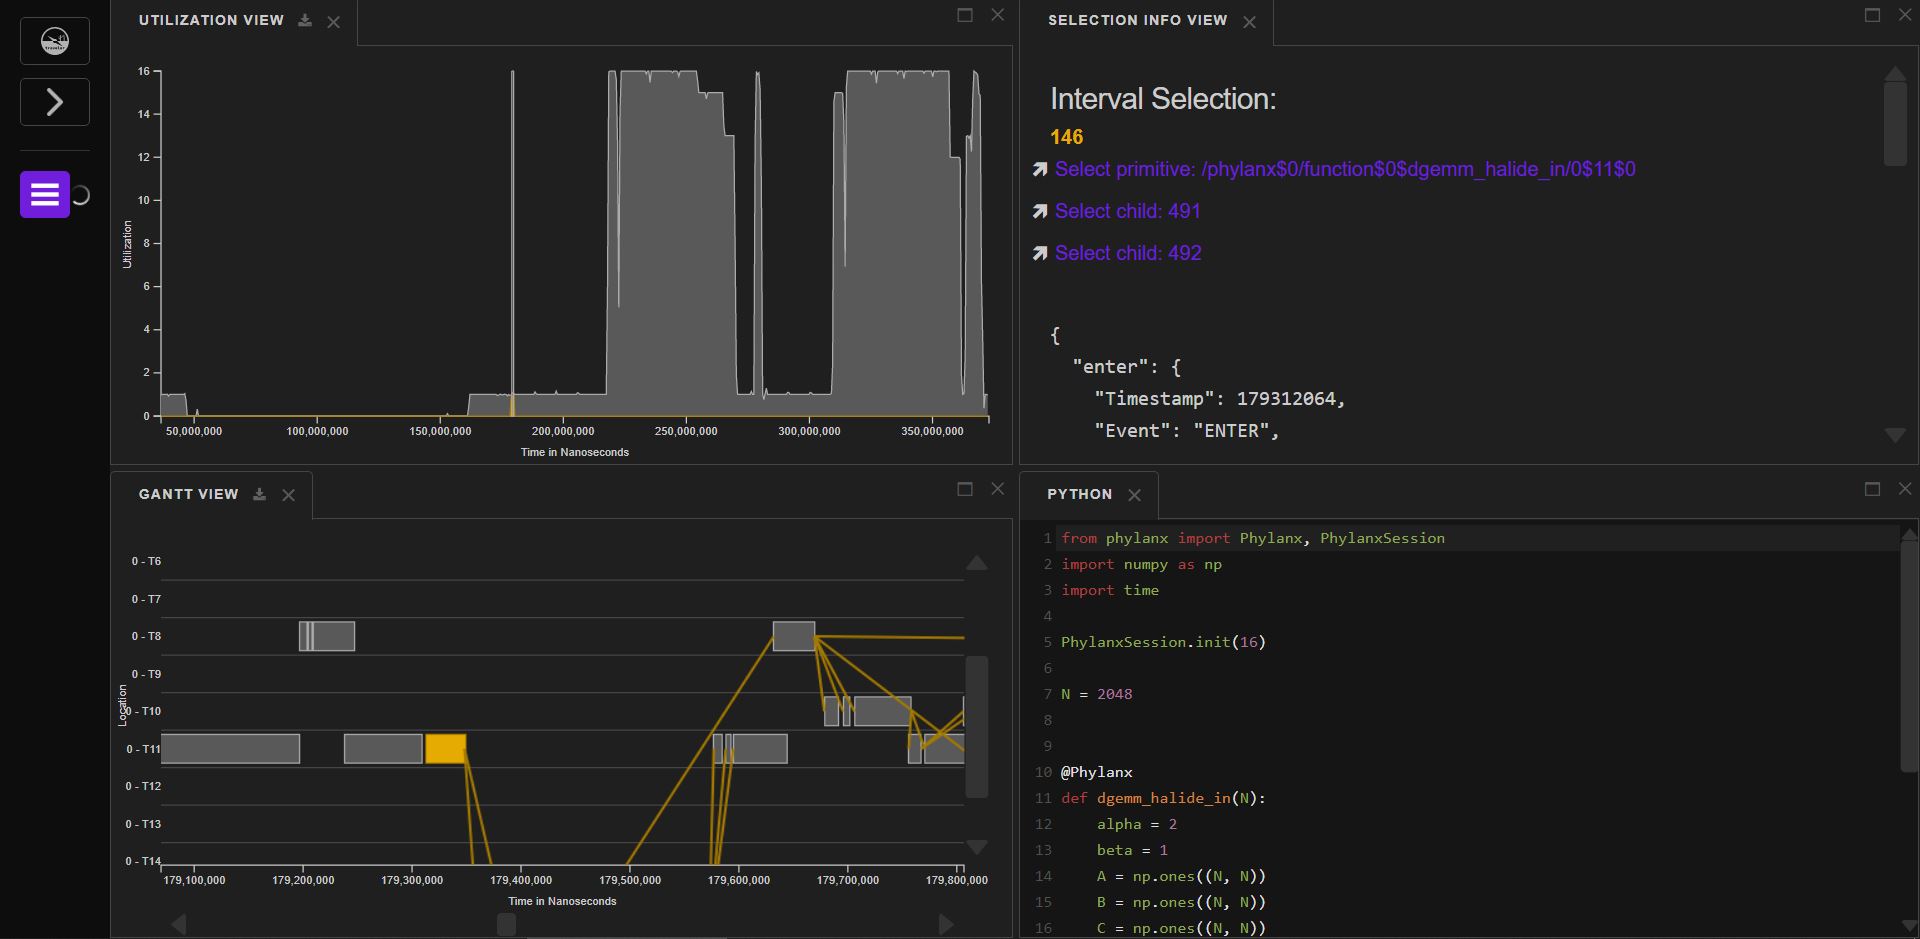 UTILIZATION VIEW
16
14
12
10
8
6
4
2
0
Utilization
50,000,000 100,000,000 150,000,000 200,000,000 250,000,000 300,000,000 350,000,000
Time in Nanoseconds
SELECTION INFO VIEW
Interval Selection:
146
Select primitive: /phylanx$0/function$0$dgemm_halide_in/0$11$0
Select child: 491
Select child: 492
{
"enter": {
"Timestamp": 179312064,
"Event": "ENTER",
GANTT VIEW
0 - T6
0 - T7
0 - T8
0 - T9
0 - T10
0 - T11
0 - T12
0 - T13
0 - T14
Location
179,100,000 179,200,000 179,300,000 179,400,000 179,500,000 179,600,000 179,700,000 179,800,000
Time in Nanoseconds
PYTHON
1 from phylanx import Phylanx, PhylanxSession
2 import numpy as np
3 import time
4
5 PhylanxSession.init(16)
6
7 N = 2048
8
9
10 @Phylanx
11 def dgemm_halide_in(N):
12 alpha = 2
13 beta = 1
14 A = np.ones((N, N))
15 B = np.ones((N, N))
16 C = np.ones((N, N))